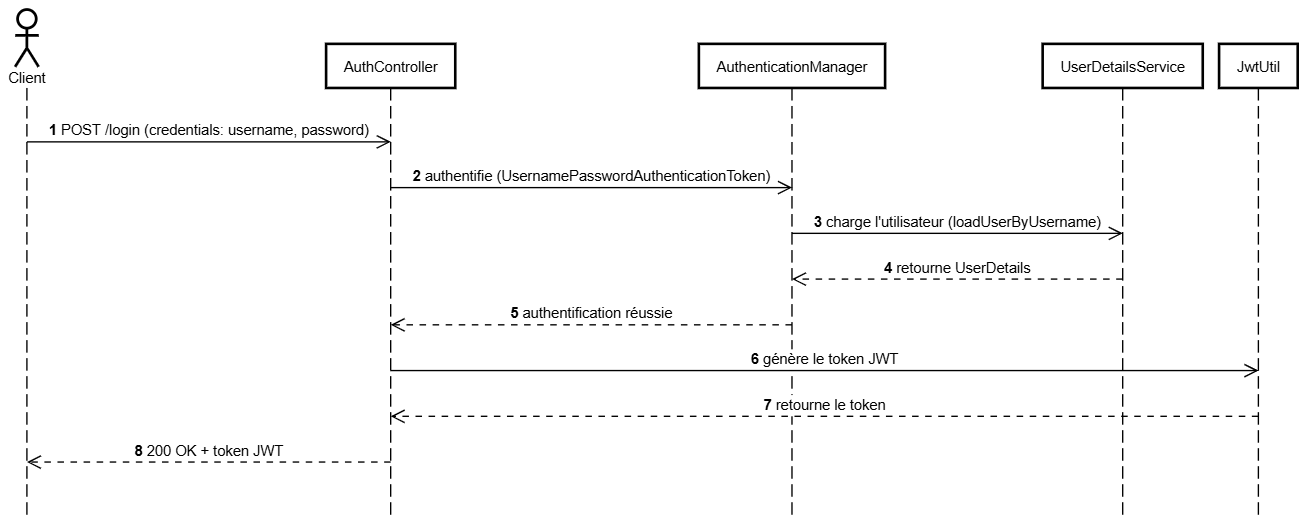 Client
AuthController
AuthenticationManager
UserDetailsService
JwtUtil
1 POST /login (credentials: username, password)
2 authentifie (UsernamePasswordAuthenticationToken)
3 charge l'utilisateur (loadUserByUsername)
4 retourne UserDetails
5 authentification réussie
6 génère le token JWT
7 retourne le token
8 200 OK + token JWT